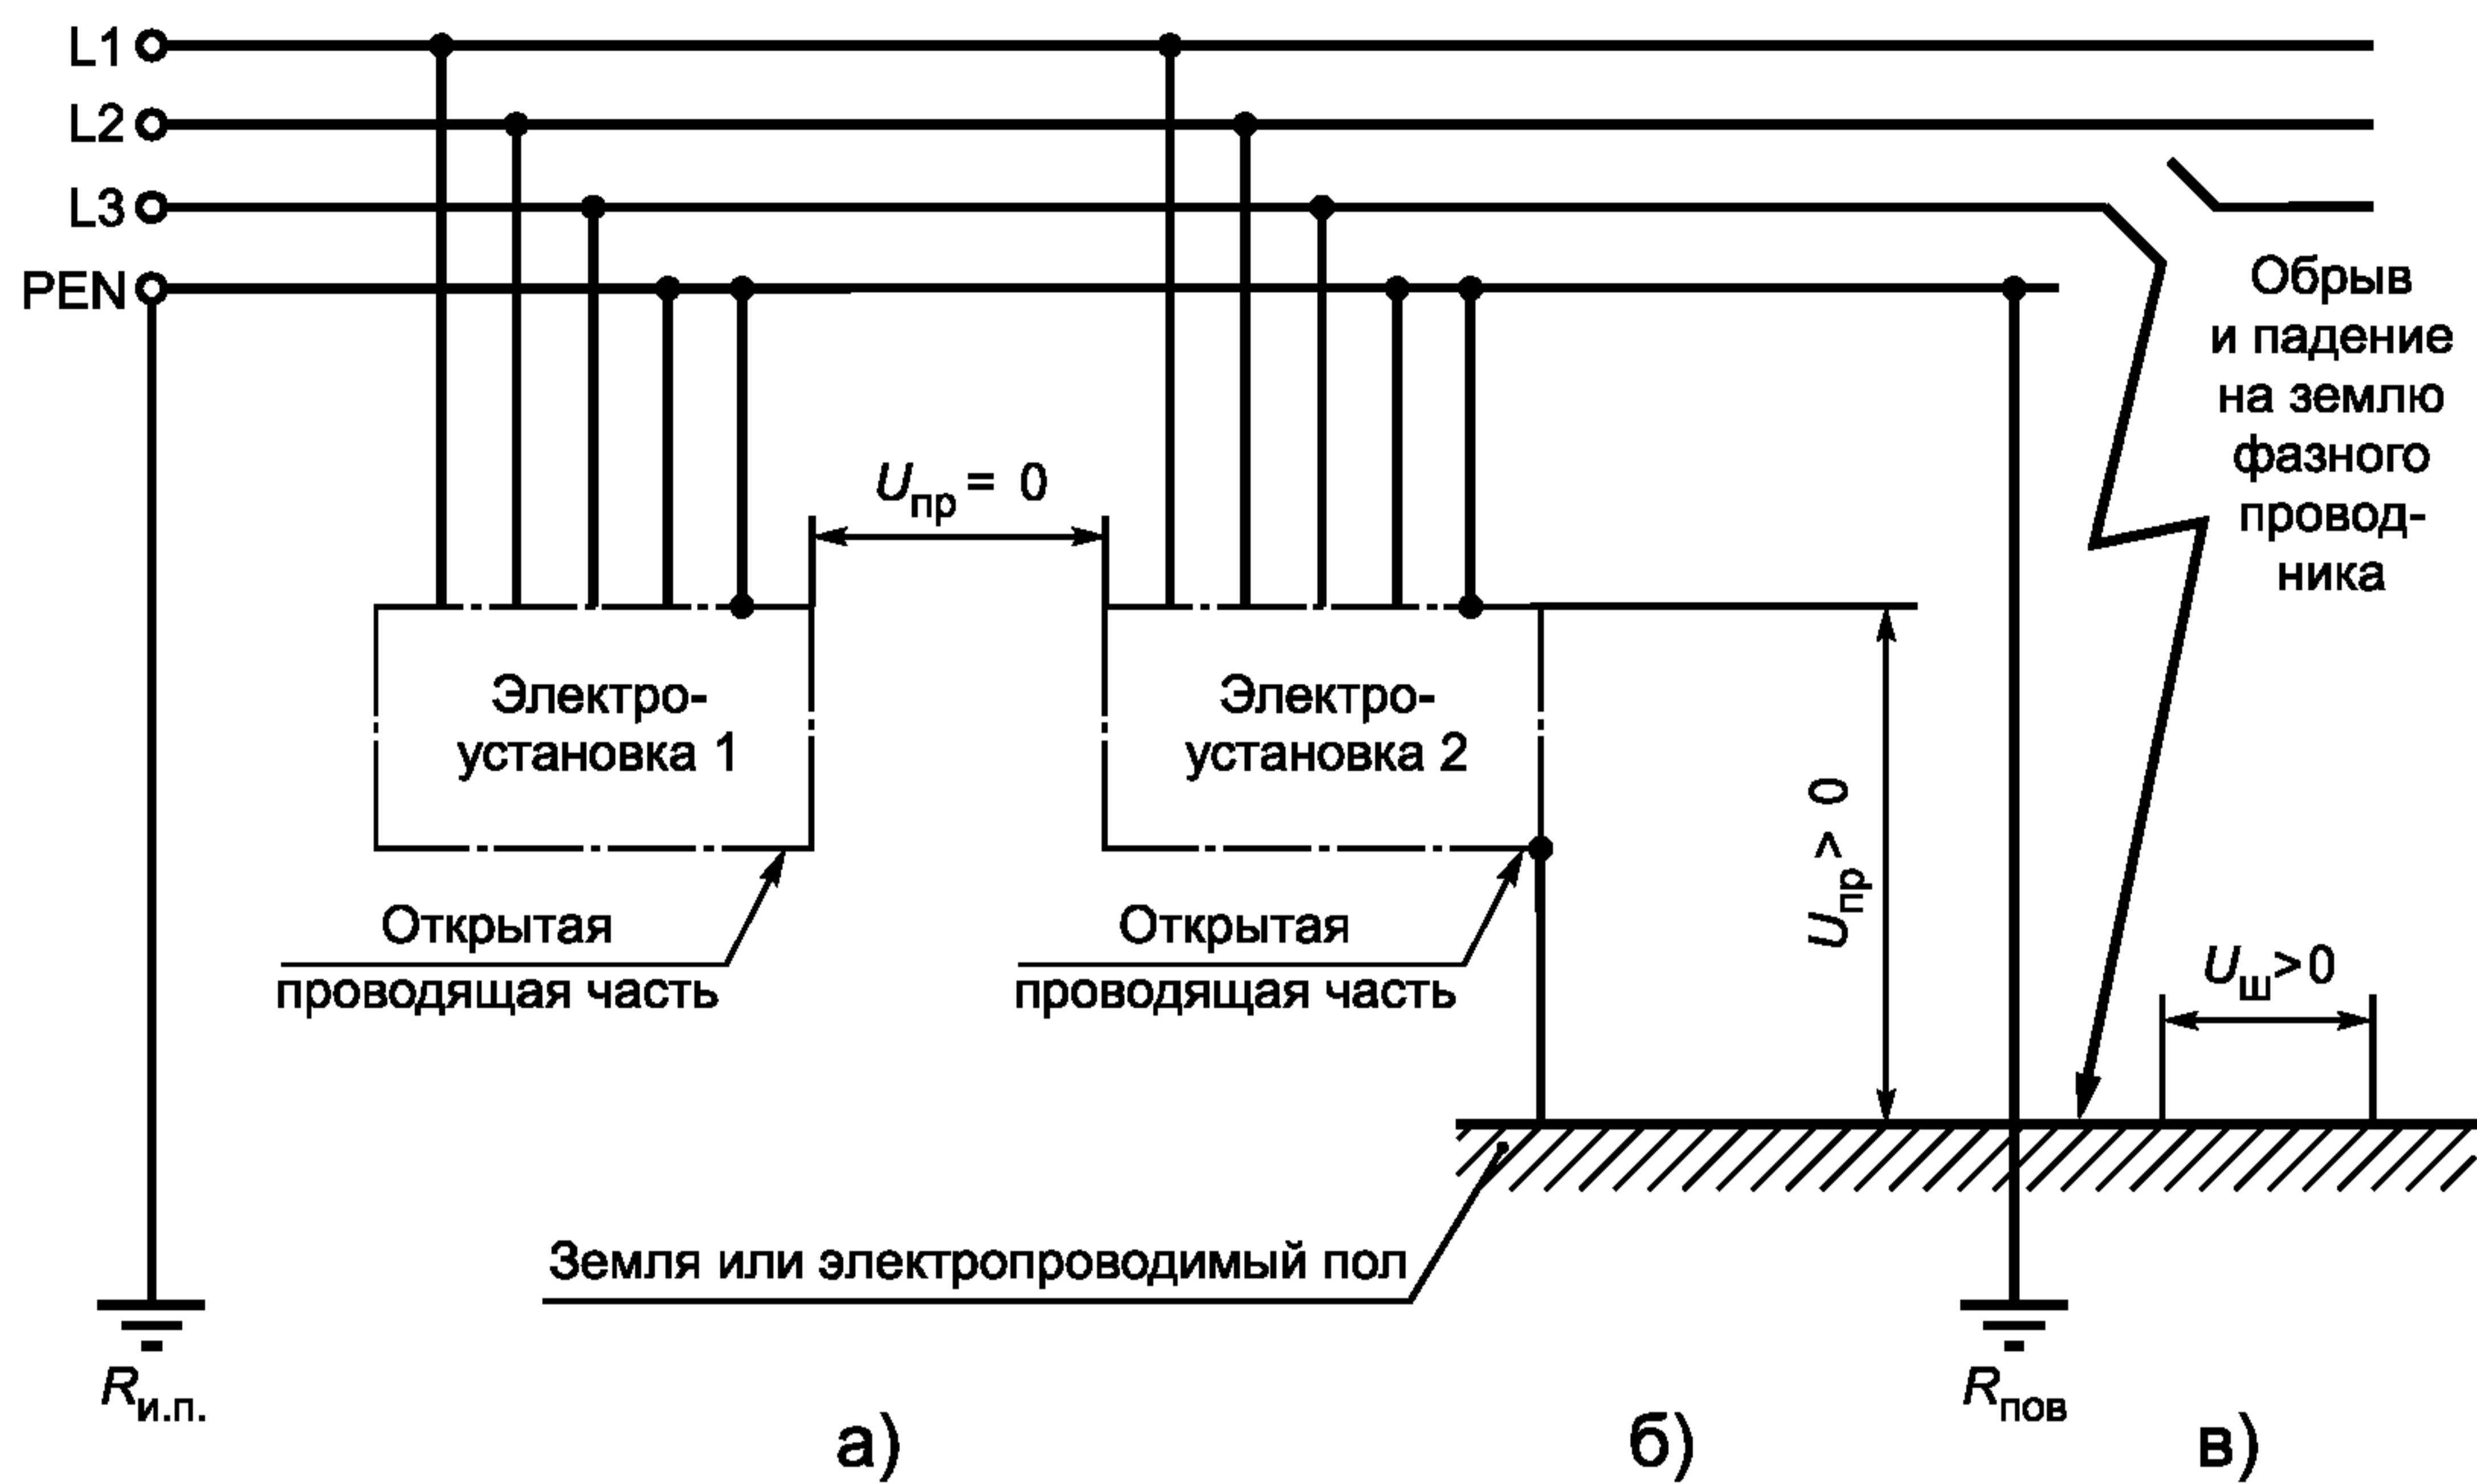 L1
L2
L3
PEN
Обрыв
и падение
на землю
фазного
провод-
ника
Uпр = 0
Электро-
установка 1
Электро-
установка 2
Uпр > 0
Открытая
проводящая часть
Открытая
проводящая часть
Uш>0
Земля или электропроводимый пол
Rи.п.
Rпов
а)
б)
в)